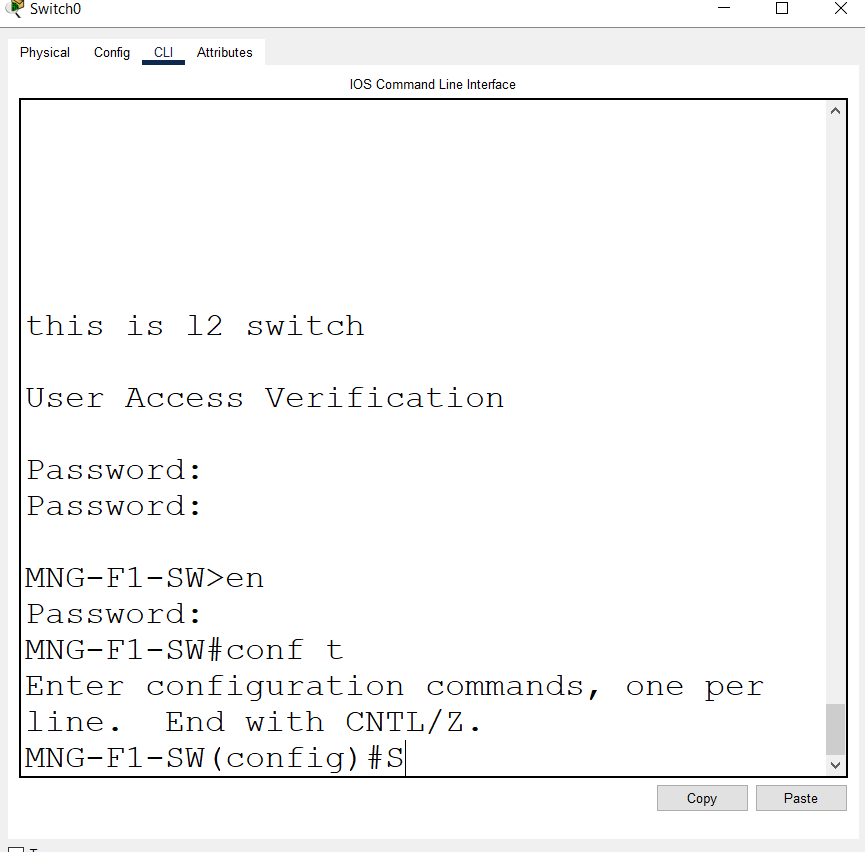 Switch0
Physical Config CLI Attributes
IOS Command Line Interface
this is l2 switch
User Access Verification
Password:
Password:
MNG-F1-SW>en
Password:
MNG-F1-SW#conf t
Enter configuration commands, one per
line.  End with CNTL/Z.
MNG-F1-SW(config)#S
Copy Paste